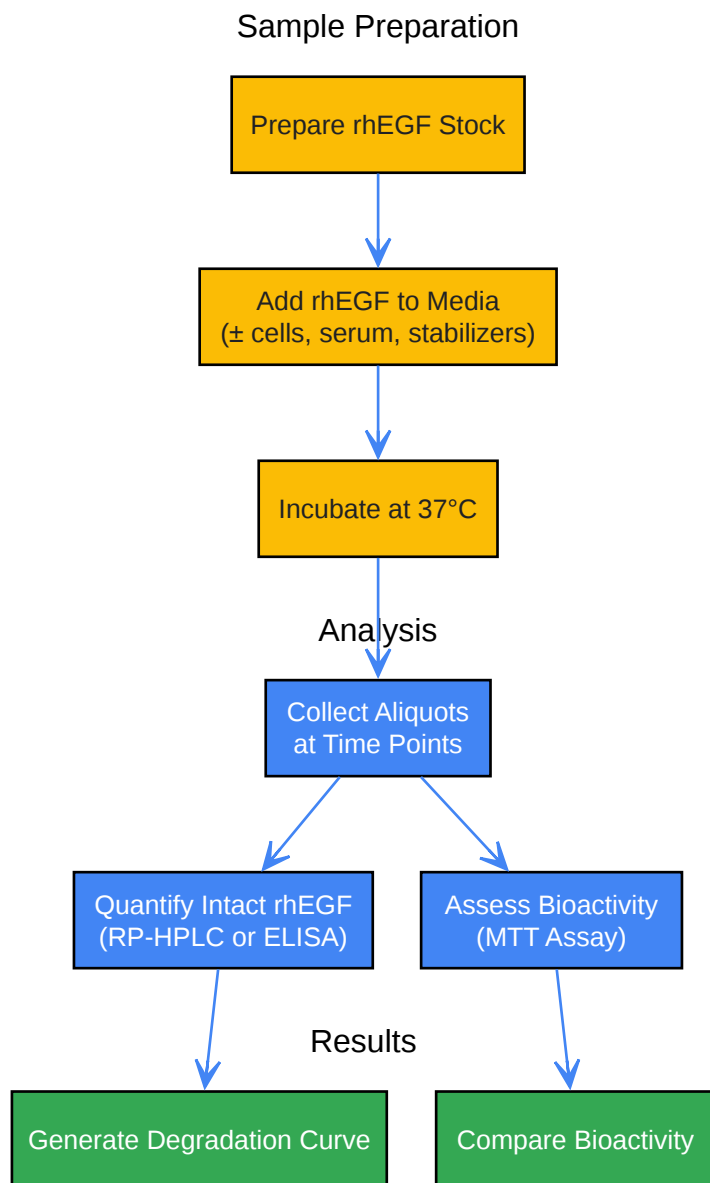 Sample Preparation
Prepare rhEGF Stock
Add rhEGF to Media
(± cells, serum, stabilizers)
Incubate at 37°C
Analysis
Collect Aliquots
at Time Points
Quantify Intact rhEGF
(RP-HPLC or ELISA)
Assess Bioactivity
(MTT Assay)
Results
Generate Degradation Curve
Compare Bioactivity